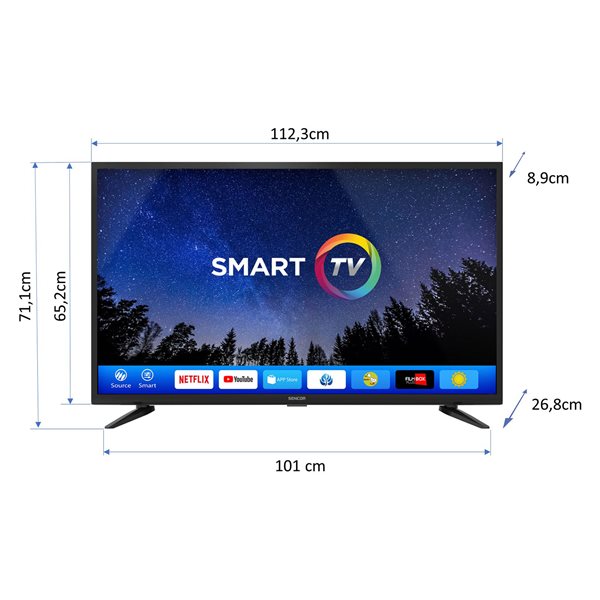 112,3cm
8,9cm
71,1cm
65,2cm
SMART TV
Source
Smart
NETFLIX
YouTube
APP Store
FILMBOX
SENCOR
26,8cm
101 cm